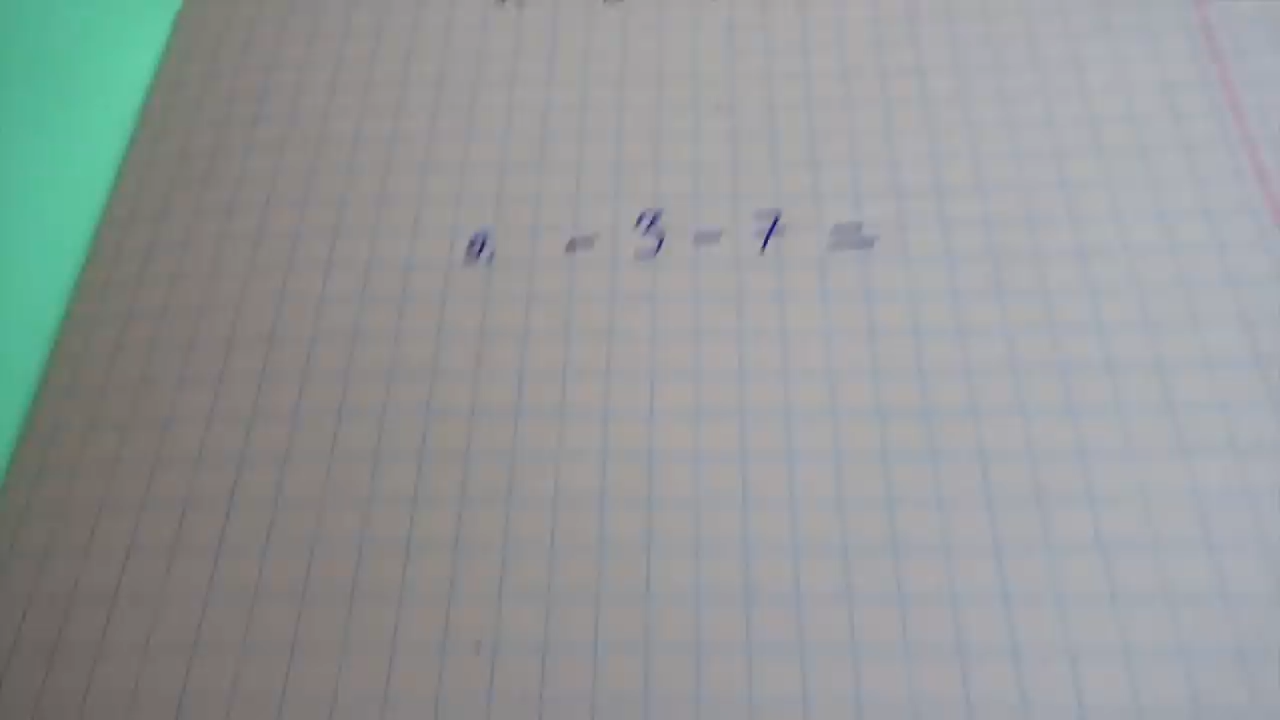 а. - 3 - 7 =